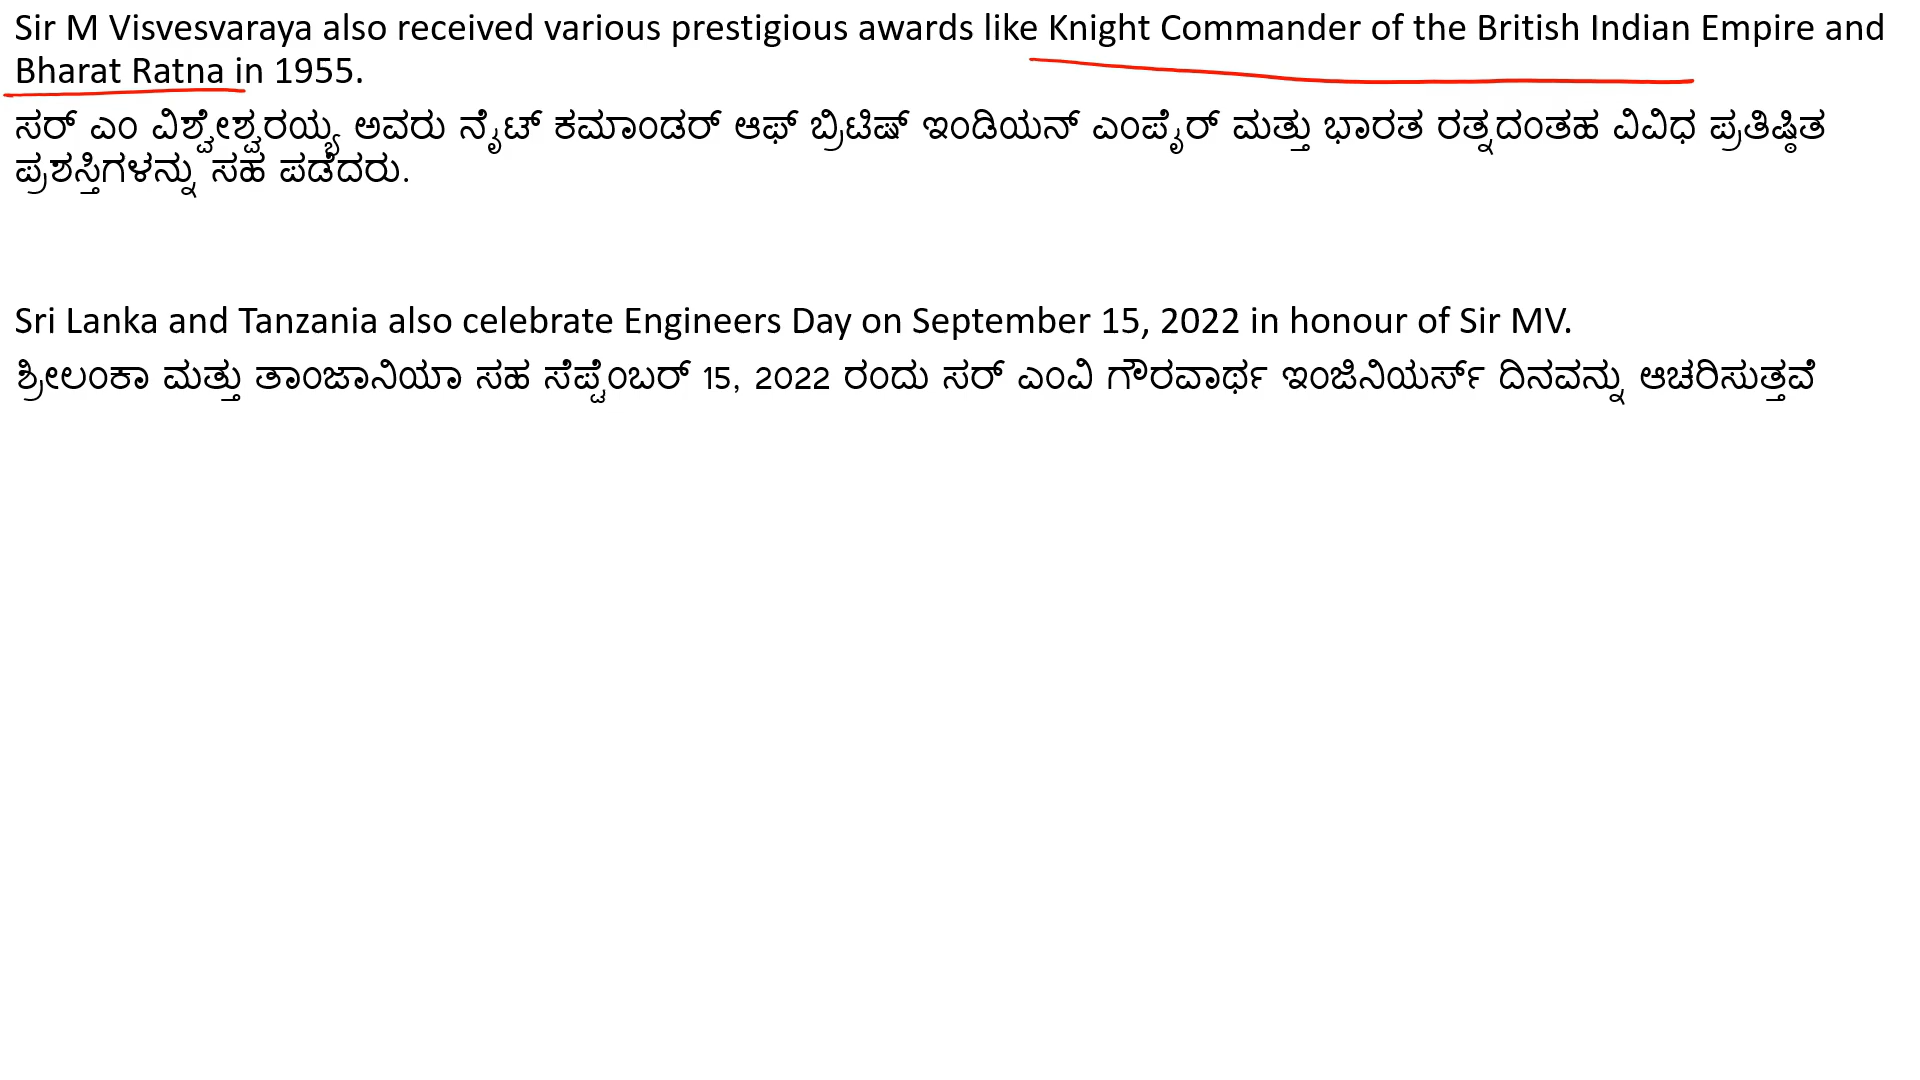 Sir M Visvesvaraya also received various prestigious awards like Knight Commander of the British Indian Empire and
Bharat Ratna in 1955.
ಸರ್ ಎಂ ವಿಶ್ವೇಶ್ವರಯ್ಯ ಅವರು ನೈಟ್ ಕಮಾಂಡರ್ ಆಫ್ ಬ್ರಿಟಿಷ್ ಇಂಡಿಯನ್ ಎಂಪೈರ್ ಮತ್ತು ಭಾರತ ರತ್ನದಂತಹ ವಿವಿಧ ಪ್ರತಿಷ್ಠಿತ
ಪ್ರಶಸ್ತಿಗಳನ್ನು ಸಹ ಪಡೆದರು.
Sri Lanka and Tanzania also celebrate Engineers Day on September 15, 2022 in honour of Sir MV.
ಶ್ರೀಲಂಕಾ ಮತ್ತು ತಾಂಜಾನಿಯಾ ಸಹ ಸೆಪ್ಟೆಂಬರ್ 15, 2022 ರಂದು ಸರ್ ಎಂವಿ ಗೌರವಾರ್ಥ ಇಂಜಿನಿಯರ್ಸ್ ದಿನವನ್ನು ಆಚರಿಸುತ್ತವೆ